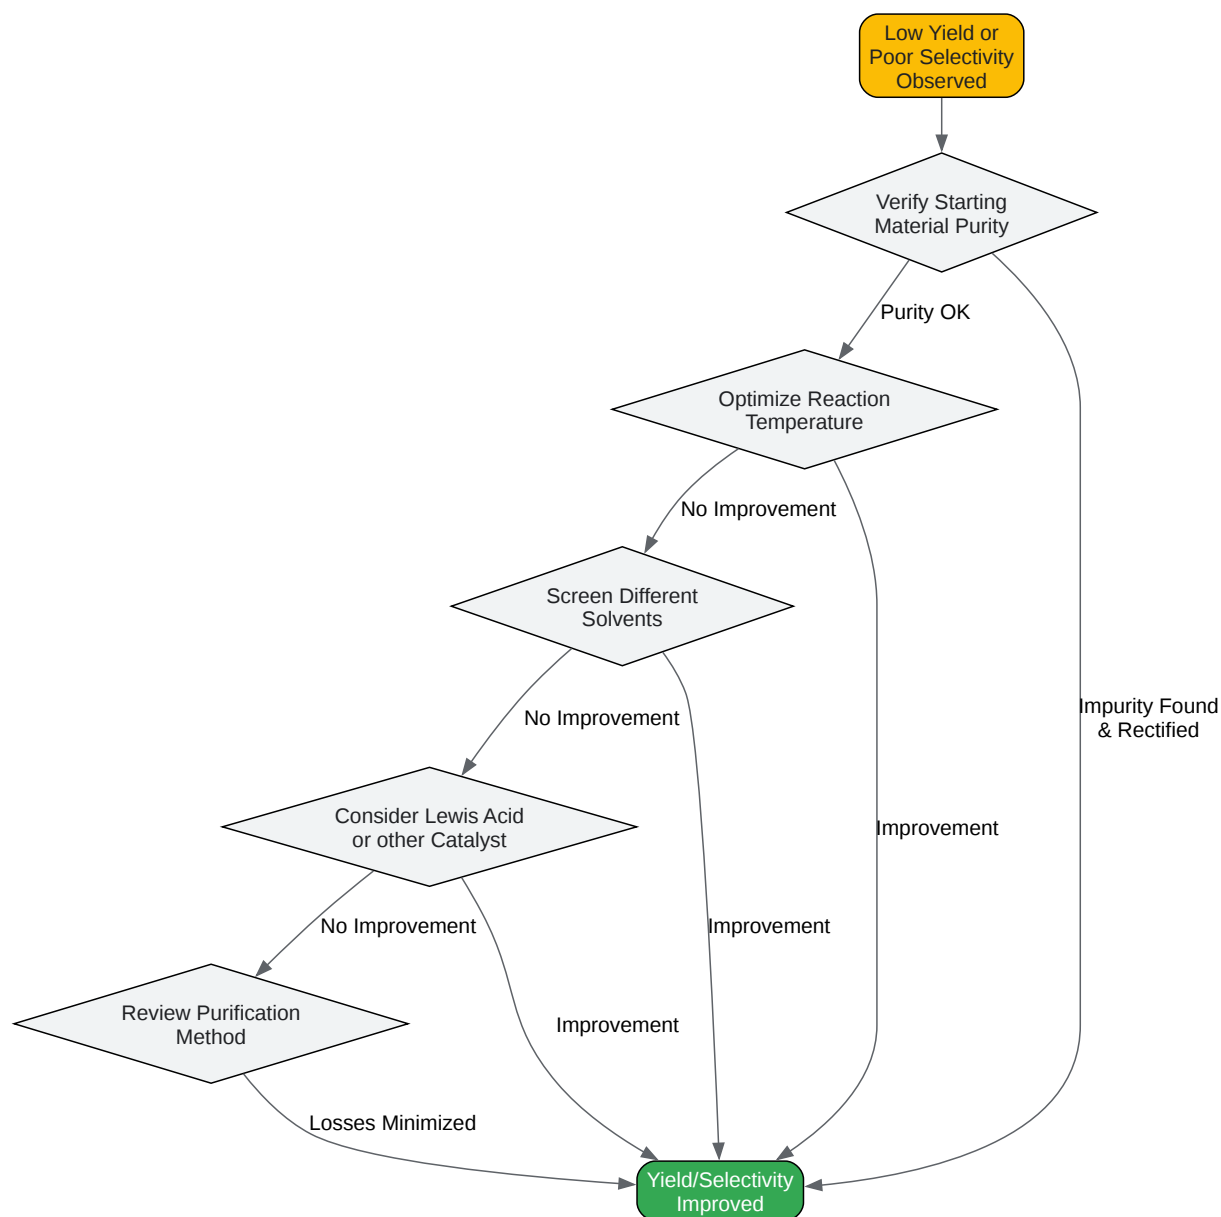 Low Yield or
Poor Selectivity
Observed
Verify Starting
Material Purity
Purity OK
Optimize Reaction
Temperature
No Improvement
Screen Different
Solvents
Impurity Found
& Rectified
No Improvement
Consider Lewis Acid
or other Catalyst
Improvement
No Improvement
Improvement
Review Purification
Method
Improvement
Losses Minimized
Yield/Selectivity
Improved